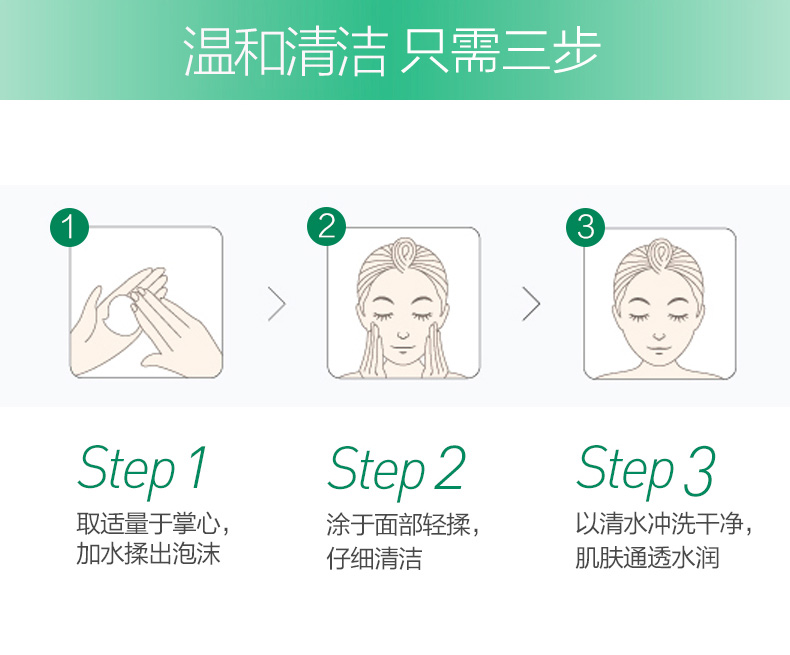 温和清洁 只需三步
1
2
3
Step 1
取适量于掌心，
加水揉出泡沫
Step 2
涂于面部轻揉，
仔细清洁
Step 3
以清水冲洗干净，
肌肤通透水润